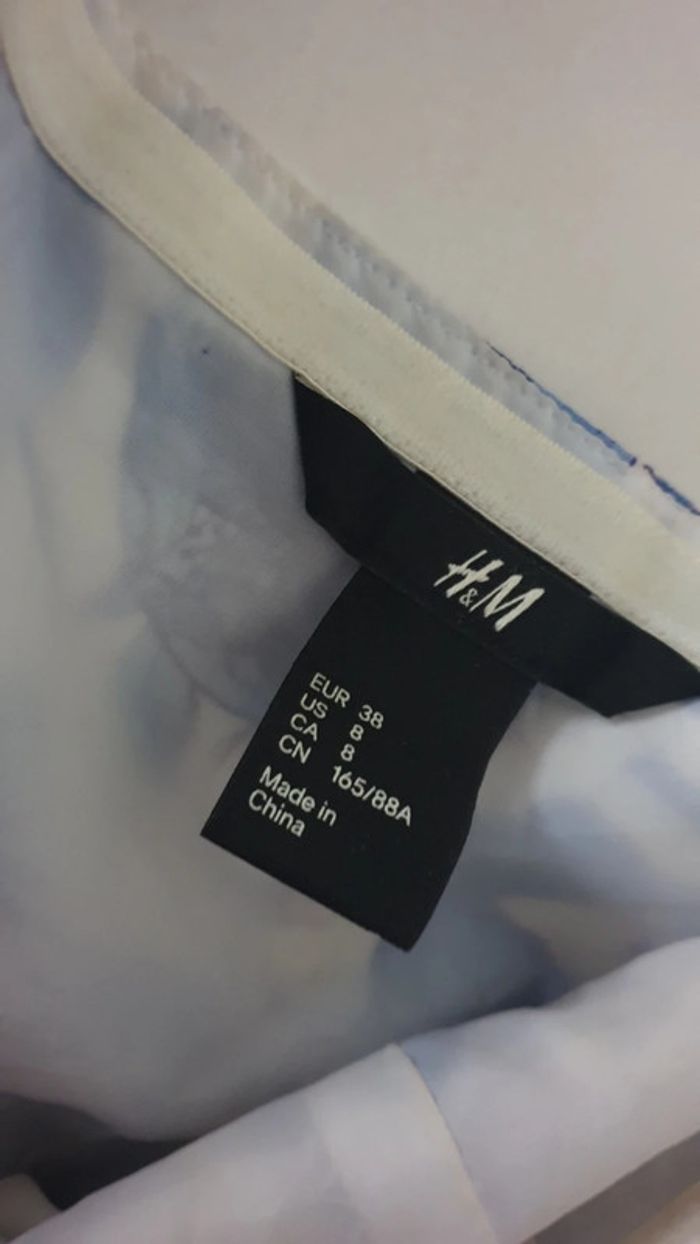 H&M
EUR 38
US 8
CA 8
CN 165/88A
Made in
China